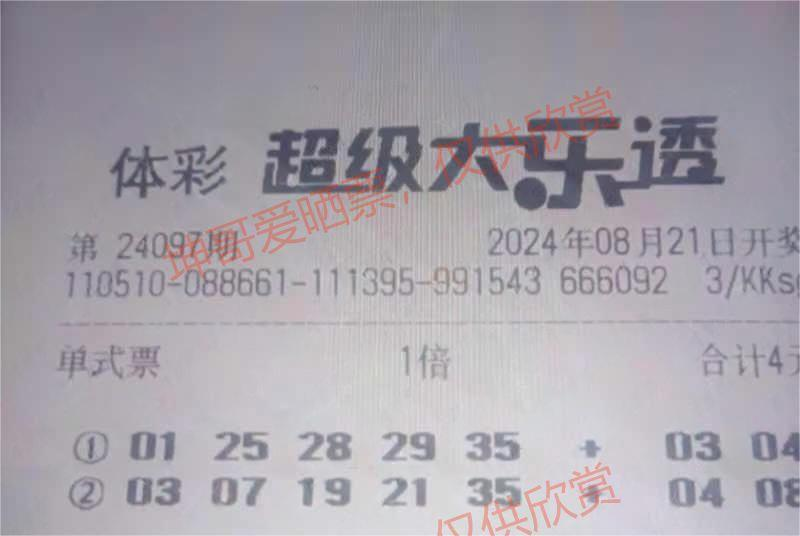 体彩 超级大乐透
第 24097期 2024年08月21日开奖
110510-088661-111395-991543 666092 3/KKs
单式票 1倍 合计4元
① 01 25 28 29 35 + 03 04
② 03 07 19 21 35 + 04 08
坤哥爱晒票，仅供欣赏
仅供欣赏